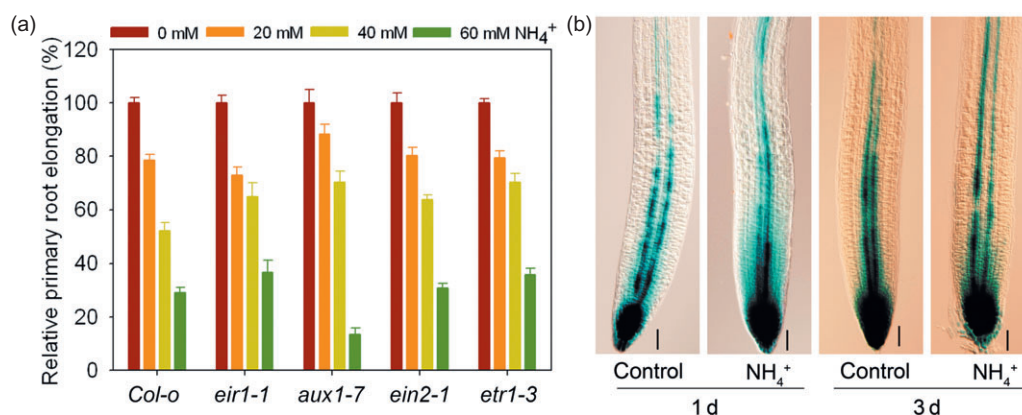 (a)
0 mM 20 mM 40 mM 60 mM NH₄⁺
Relative primary root elongation (%)
120
100
80
60
40
20
0
Col-o eir1-1 aux1-7 ein2-1 etr1-3
(b)
Control NH₄⁺ Control NH₄⁺
1 d 3 d